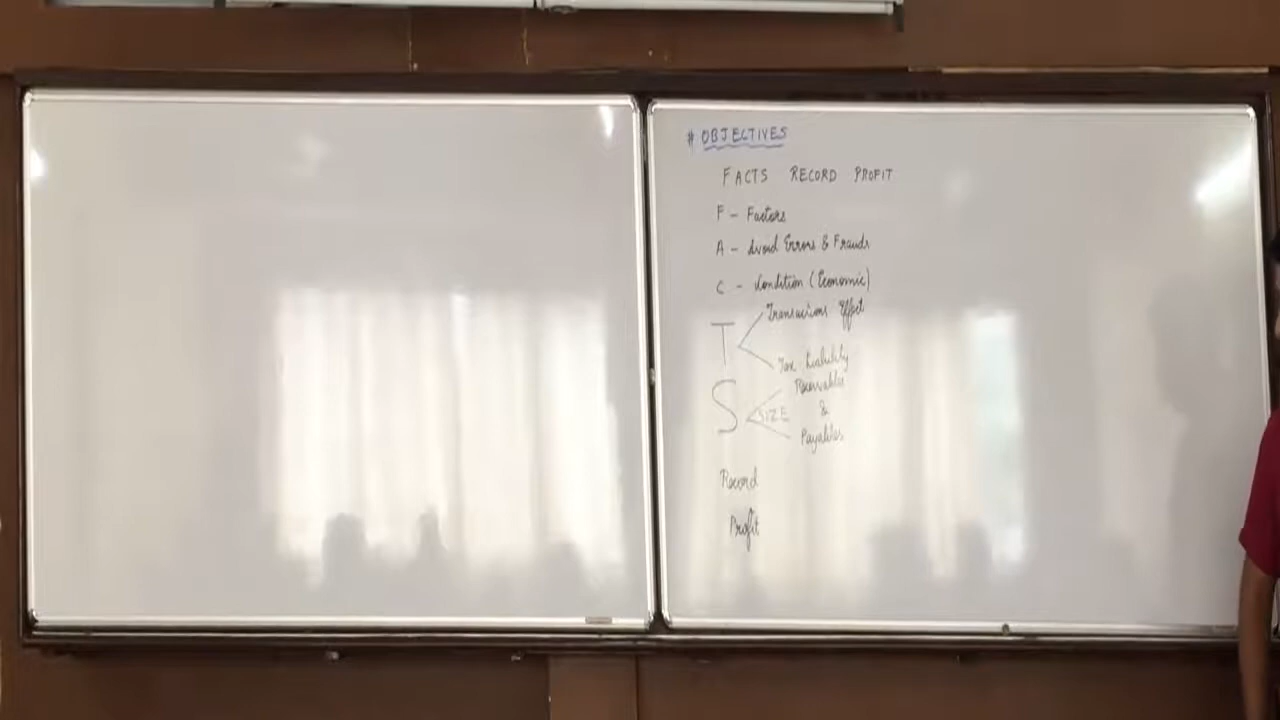 # OBJECTIVES
FACTS RECORD PROFIT
F - Factors
A - Avoid Errors & Frauds
C - Condition (Economic)
Transactions Effect
T
Tax Liability
Receivables
S SIZE &
Payables
Record
Profit